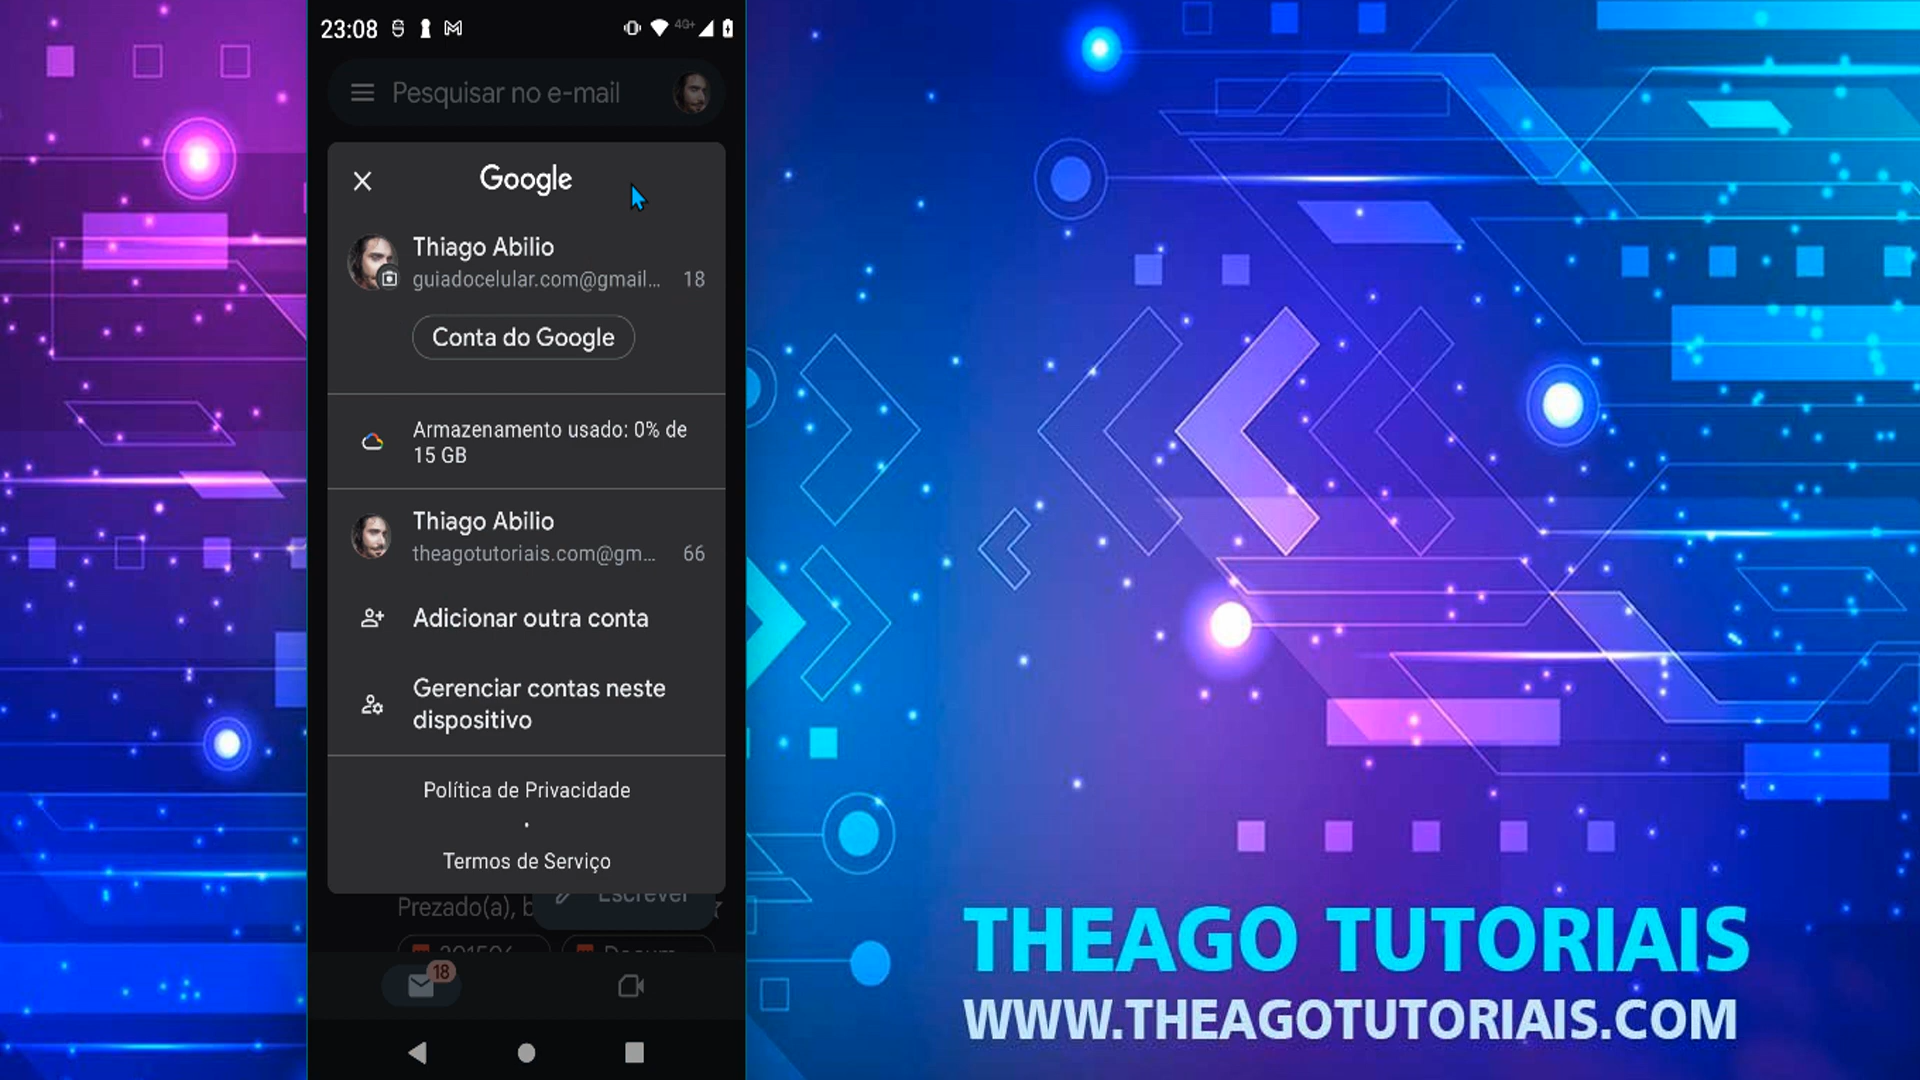 23:08
4G+
Pesquisar no e-mail
Google
Thiago Abilio
guiadocelular.com@gmail... 18
Conta do Google
Armazenamento usado: 0% de
15 GB
Thiago Abilio
theagotutoriais.com@gm... 66
Adicionar outra conta
Gerenciar contas neste
dispositivo
Política de Privacidade
•
Termos de Serviço
Prezado(a), b
Escrever
18
THEAGO TUTORIAIS
WWW.THEAGOTUTORIAIS.COM